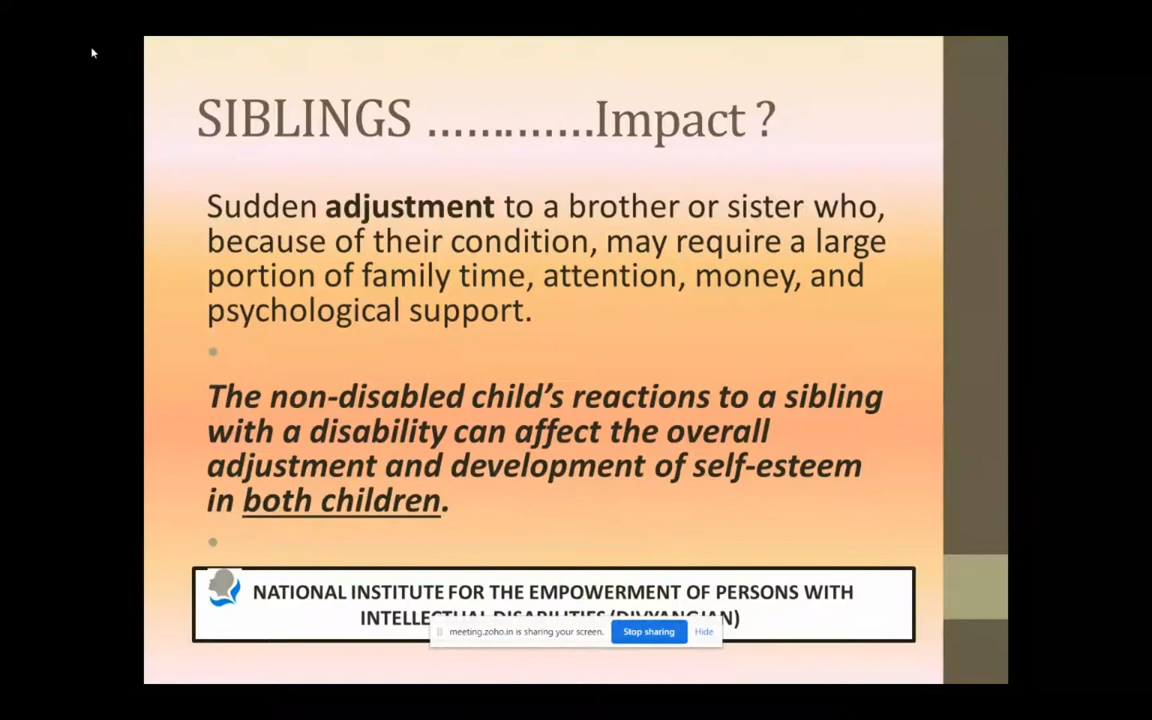 SIBLINGS .............Impact ?
Sudden adjustment to a brother or sister who,
because of their condition, may require a large
portion of family time, attention, money, and
psychological support.
The non-disabled child’s reactions to a sibling
with a disability can affect the overall
adjustment and development of self-esteem
in both children.
NATIONAL INSTITUTE FOR THE EMPOWERMENT OF PERSONS WITH
INTELLECTUAL DISABILITIES (DIVYANGJAN)
meeting.zoho.in is sharing your screen.
Stop sharing
Hide